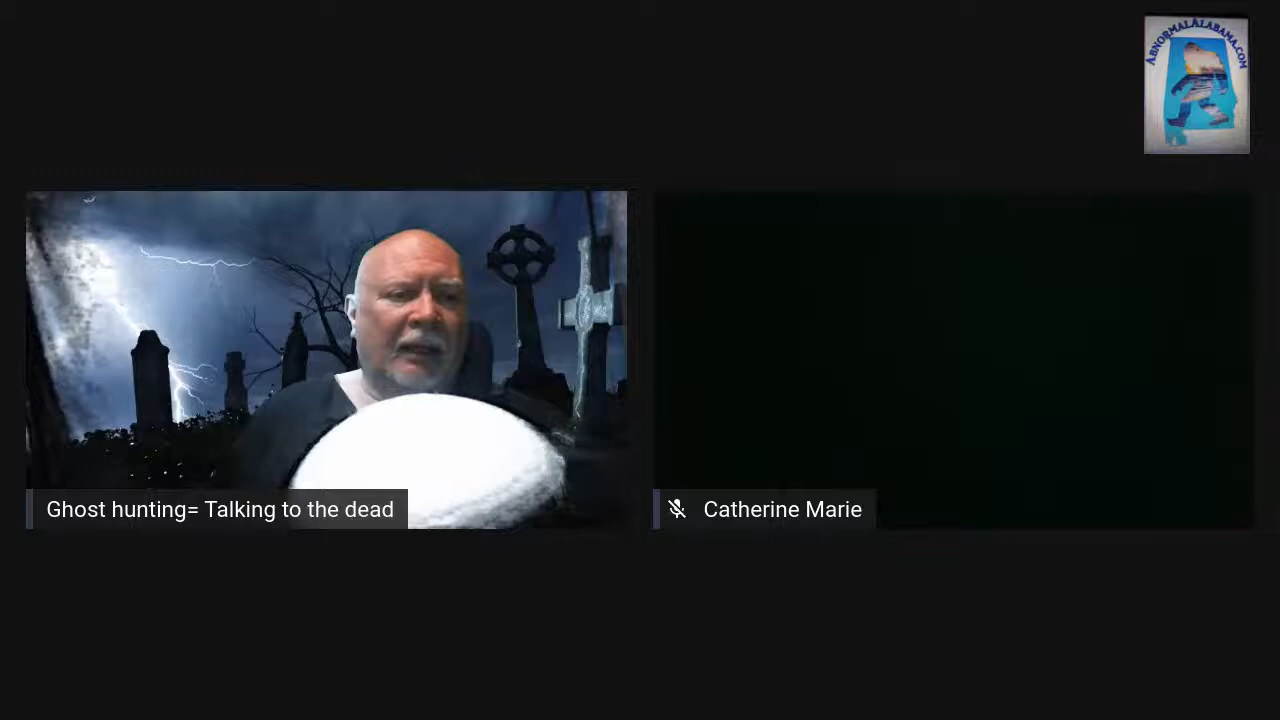 AbnormalAlabama.com
Ghost hunting= Talking to the dead
Catherine Marie